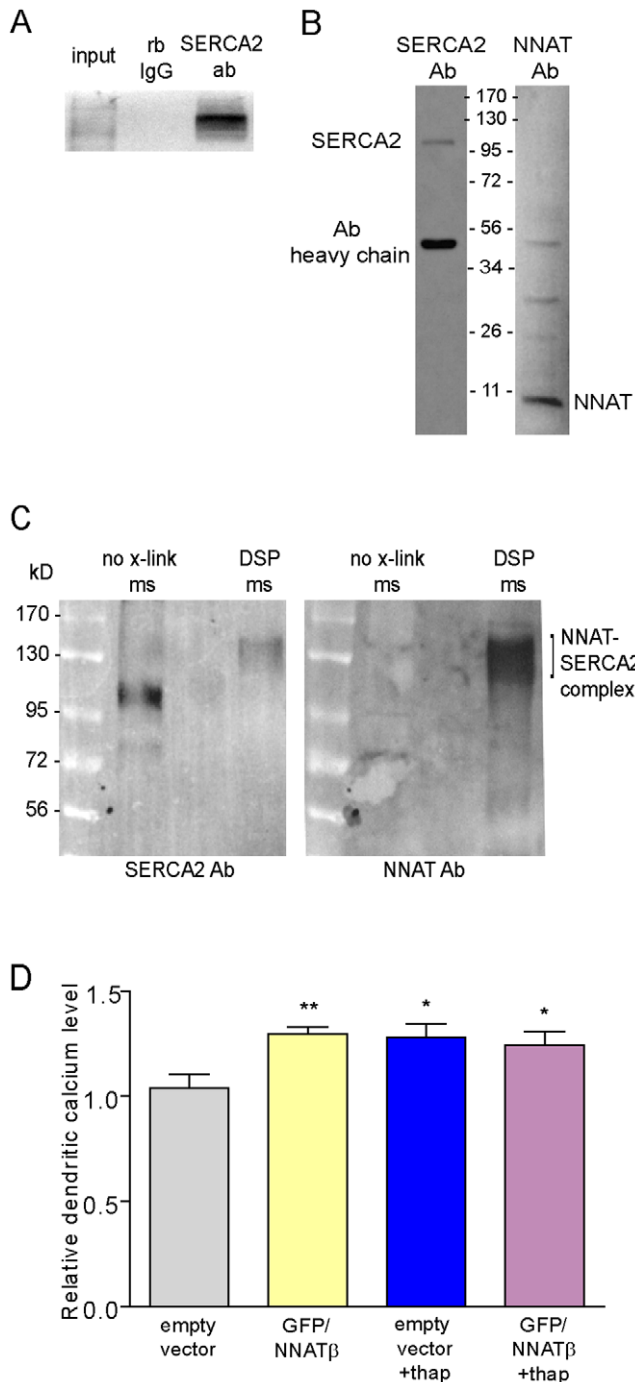 A
input
rb
IgG
SERCA2
ab
B
SERCA2
Ab
NNAT
Ab
SERCA2
Ab
heavy chain
- 170 -
- 130 -
- 95 -
- 72 -
- 56 -
- 34 -
- 26 -
- 11 -
NNAT
C
kD
no x-link
ms
DSP
ms
no x-link
ms
DSP
ms
170 -
130 -
95 -
72 -
56 -
NNAT-
SERCA2
complex
SERCA2 Ab
NNAT Ab
D
Relative dendritic calcium level
1.5
1.0
0.5
0.0
**
*
*
empty
vector
GFP/
NNATβ
empty
vector
+thap
GFP/
NNATβ
+thap